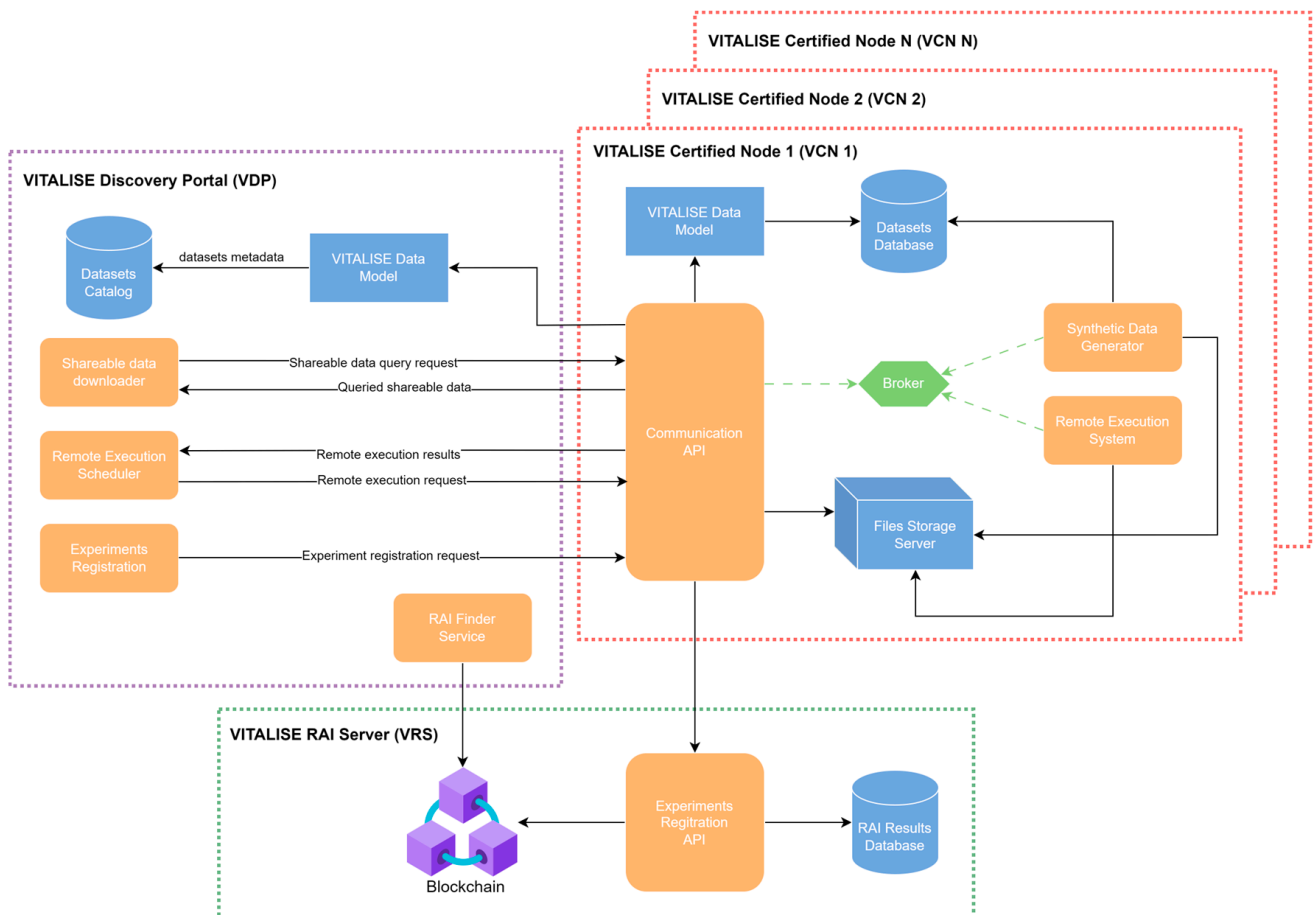 VITALISE Certified Node N (VCN N)
VITALISE Certified Node 2 (VCN 2)
VITALISE Certified Node 1 (VCN 1)
VITALISE Discovery Portal (VDP)
VITALISE Data
Model
Datasets
Database
Datasets
Catalog
datasets metadata
VITALISE Data
Model
Shareable data
downloader
Shareable data query request
Queried shareable data
Synthetic Data
Generator
Broker
Remote Execution
Scheduler
Remote execution results
Remote execution request
Communication
API
Remote Execution
System
Experiments
Registration
Experiment registration request
Files Storage
Server
RAI Finder
Service
VITALISE RAI Server (VRS)
Blockchain
Experiments
Regitration
API
RAI Results
Database